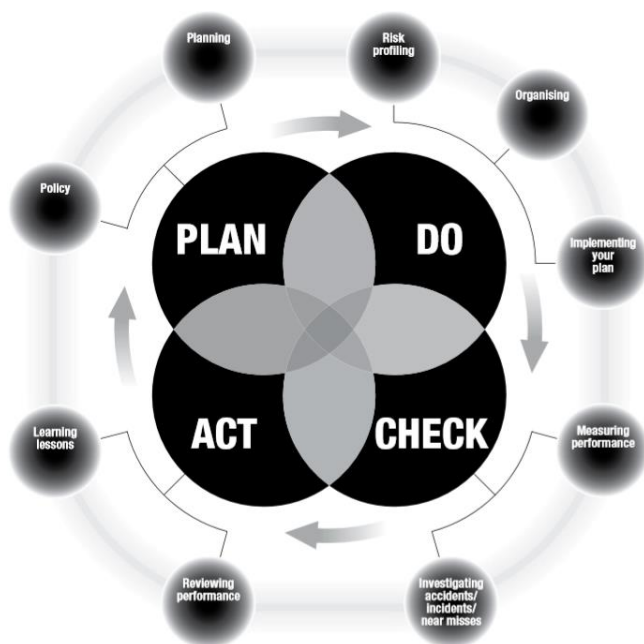 Planning
Risk
profiling
Organising
Policy
PLAN
DO
Implementing
your
plan
ACT
CHECK
Learning
lessons
Measuring
performance
Reviewing
performance
Investigating
accidents/
incidents/
near misses